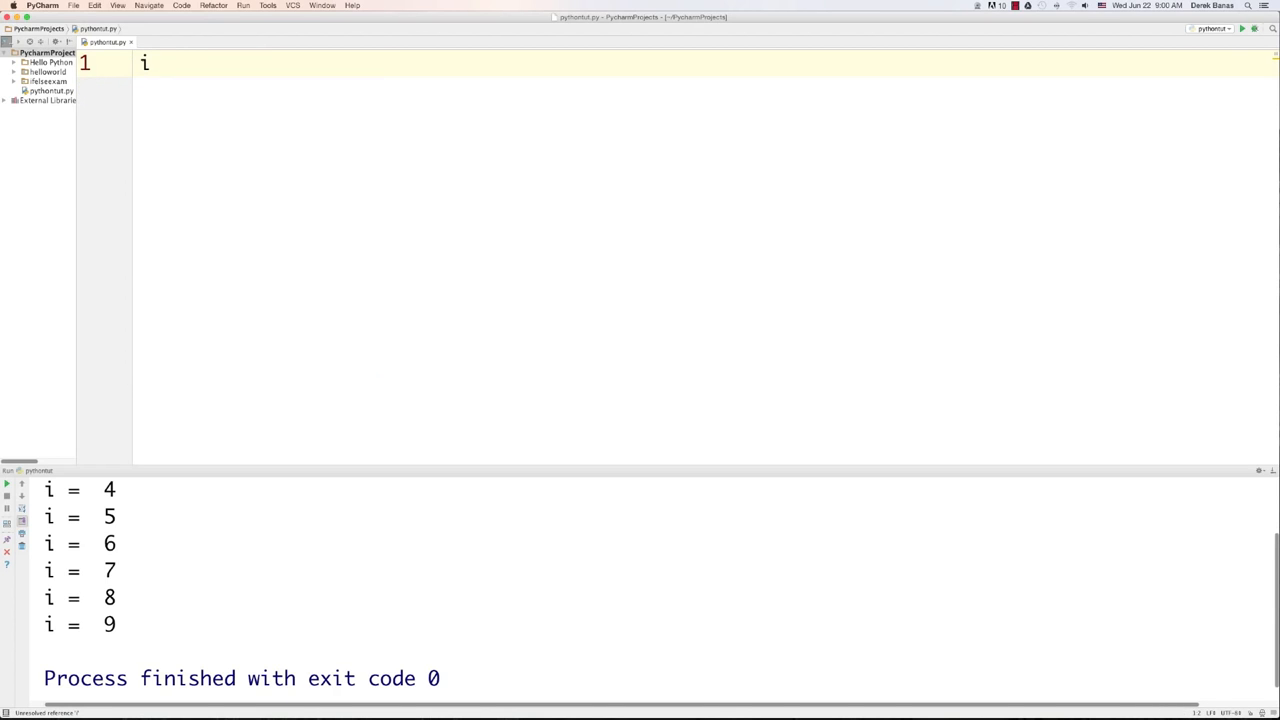 PyCharm File Edit View Navigate Code Refactor Run Tools VCS Window Help
10 Wed Jun 22 9:00 AM Derek Banas
pythontut.py - PycharmProjects - [~/PycharmProjects]
PycharmProjects pythontut.py pythontut
pythontut.py
PycharmProject
Hello Python
helloworld
ifelseexam
pythontut.py
External Librarie
1 i
Run pythontut
i = 4
i = 5
i = 6
i = 7
i = 8
i = 9
Process finished with exit code 0
Unresolved reference 'i' 1:2 LF÷ UTF-8÷